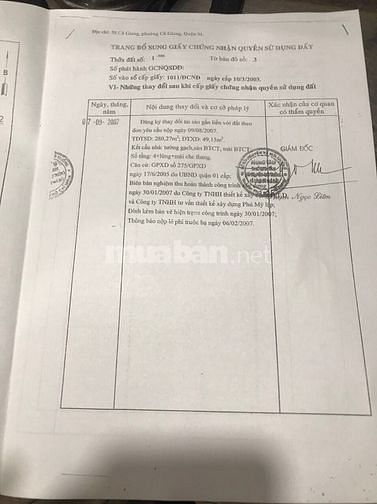 Địa chỉ: 59 Cô Giang, phường Cô Giang, Quận 01.
TRANG BỔ SUNG GIẤY CHỨNG NHẬN QUYỀN SỬ DỤNG ĐẤT
Thửa đất số: 1 Tờ bản đồ số: 3
Số phát hành GCNQSDĐ:
Số vào sổ cấp giấy: 1011/ĐCNĐ ngày cấp 10/3/2003.
VI- Những thay đổi sau khi cấp giấy chứng nhận quyền sử dụng đất
Ngày, tháng, năm
Nội dung thay đổi và cơ sở pháp lý
Xác nhận của cơ quan có thẩm quyền
07-09-2007
Đăng ký thay đổi tài sản gắn liền với đất theo
đơn yêu cầu nộp ngày 09/08/2007.
TDTSD: 260,27m²; DTXD: 49,15m².
Kết cấu nhà: tường gạch, sàn BTCT, mái BTCT.
Số tầng: 4+lửng+mái che thang.
Căn cứ: GPXD số 275/GPXD
ngày 17/6/2005 do UBND quận 01 cấp;
Biên bản nghiệm thu hoàn thành công trình
ngày 30/01/2007 do Công ty TNHH thiết kế xây
và Công ty TNHH tư vấn thiết kế xây dựng Phú Mỹ lập;
Đính kèm bản vẽ hiện trạng công trình ngày 30/01/2007;
Thông báo nộp lệ phí trước bạ ngày 06/02/2007.
GIÁM ĐỐC
Ngọc Liêm
muaban.net